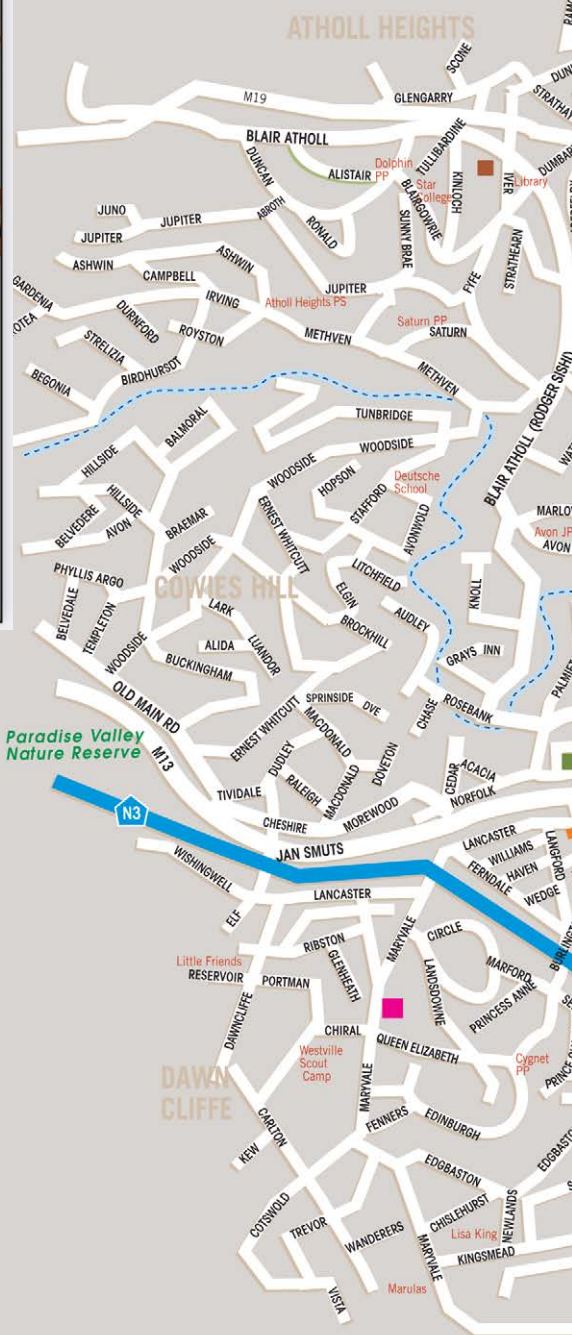 ATHOLL HEIGHTS
SCONE
M19
GLENGARRY
BLAIR ATHOLL
TULLIBARDINE
DUNCAN
ALISTAIR
Dolphin
PP
Star
College
BLAIRGOWRIE
KINLOCH
IVER
Library
JUNO
JUPITER
JUPITER
ABROTH
RONALD
SUNNY BRAE
STRATHEARN
ASHWIN
ASHWIN
CAMPBELL
JUPITER
FYFE
GARDENIA
IRVING
Atholl Heights PS
DURNFORD
ROYSTON
METHVEN
Saturn PP
SATURN
STRELIZIA
BIRDHURSDT
METHVEN
BEGONIA
BLAIR ATHOLL (RODGER SISHI)
TUNBRIDGE
BALMORAL
WOODSIDE
HILLSIDE
WOODSIDE
HOPSON
Deutsche
School
STAFFORD
HILLSIDE
BELVEDERE
AVON
BRAEMAR
ERNEST WHITCUTT
AVONWOLD
Avon JP
AVON
WOODSIDE
LITCHFIELD
PHYLLIS ARGO
COWIES HILL
ELGIN
KNOLL
BELVEDALE
TEMPLETON
LARK
AUDLEY
BROCKHILL
WOODSIDE
ALIDA
LUANDOR
GRAYS INN
BUCKINGHAM
OLD MAIN RD
SPRINSIDE DVE
CHASE
ROSEBANK
ERNEST WHITCUTT
MACDONALD
Paradise Valley
Nature Reserve
M13
DUDLEY
DOVETON
RALEIGH
MACDONALD
CEDAR
ACACIA
TIVIDALE
NORFOLK
N3
CHESHIRE
MOREWOOD
JAN SMUTS
LANCASTER
WILLIAMS
LANGFORD
HAVEN
FERNDALE
WEDGE
WISHINGWELL
LANCASTER
ELF
MARYVALE
CIRCLE
RIBSTON
GLENHEATH
Little Friends
RESERVOIR
PORTMAN
LANDSDOWNE
MARFORD
PRINCESS ANNE
DAWNCLIFFE
CHIRAL
QUEEN ELIZABETH
Westville
Scout
Camp
Cygnet
PP
DAWN
CLIFFE
MARYVALE
CARLTON
FENNERS
EDINBURGH
KEW
EDGBASTON
COTSWOLD
CHISLEHURST
NEWLANDS
TREVOR
WANDERERS
Lisa King
MARYVALE
KINGSMEAD
VISTA
Marulas